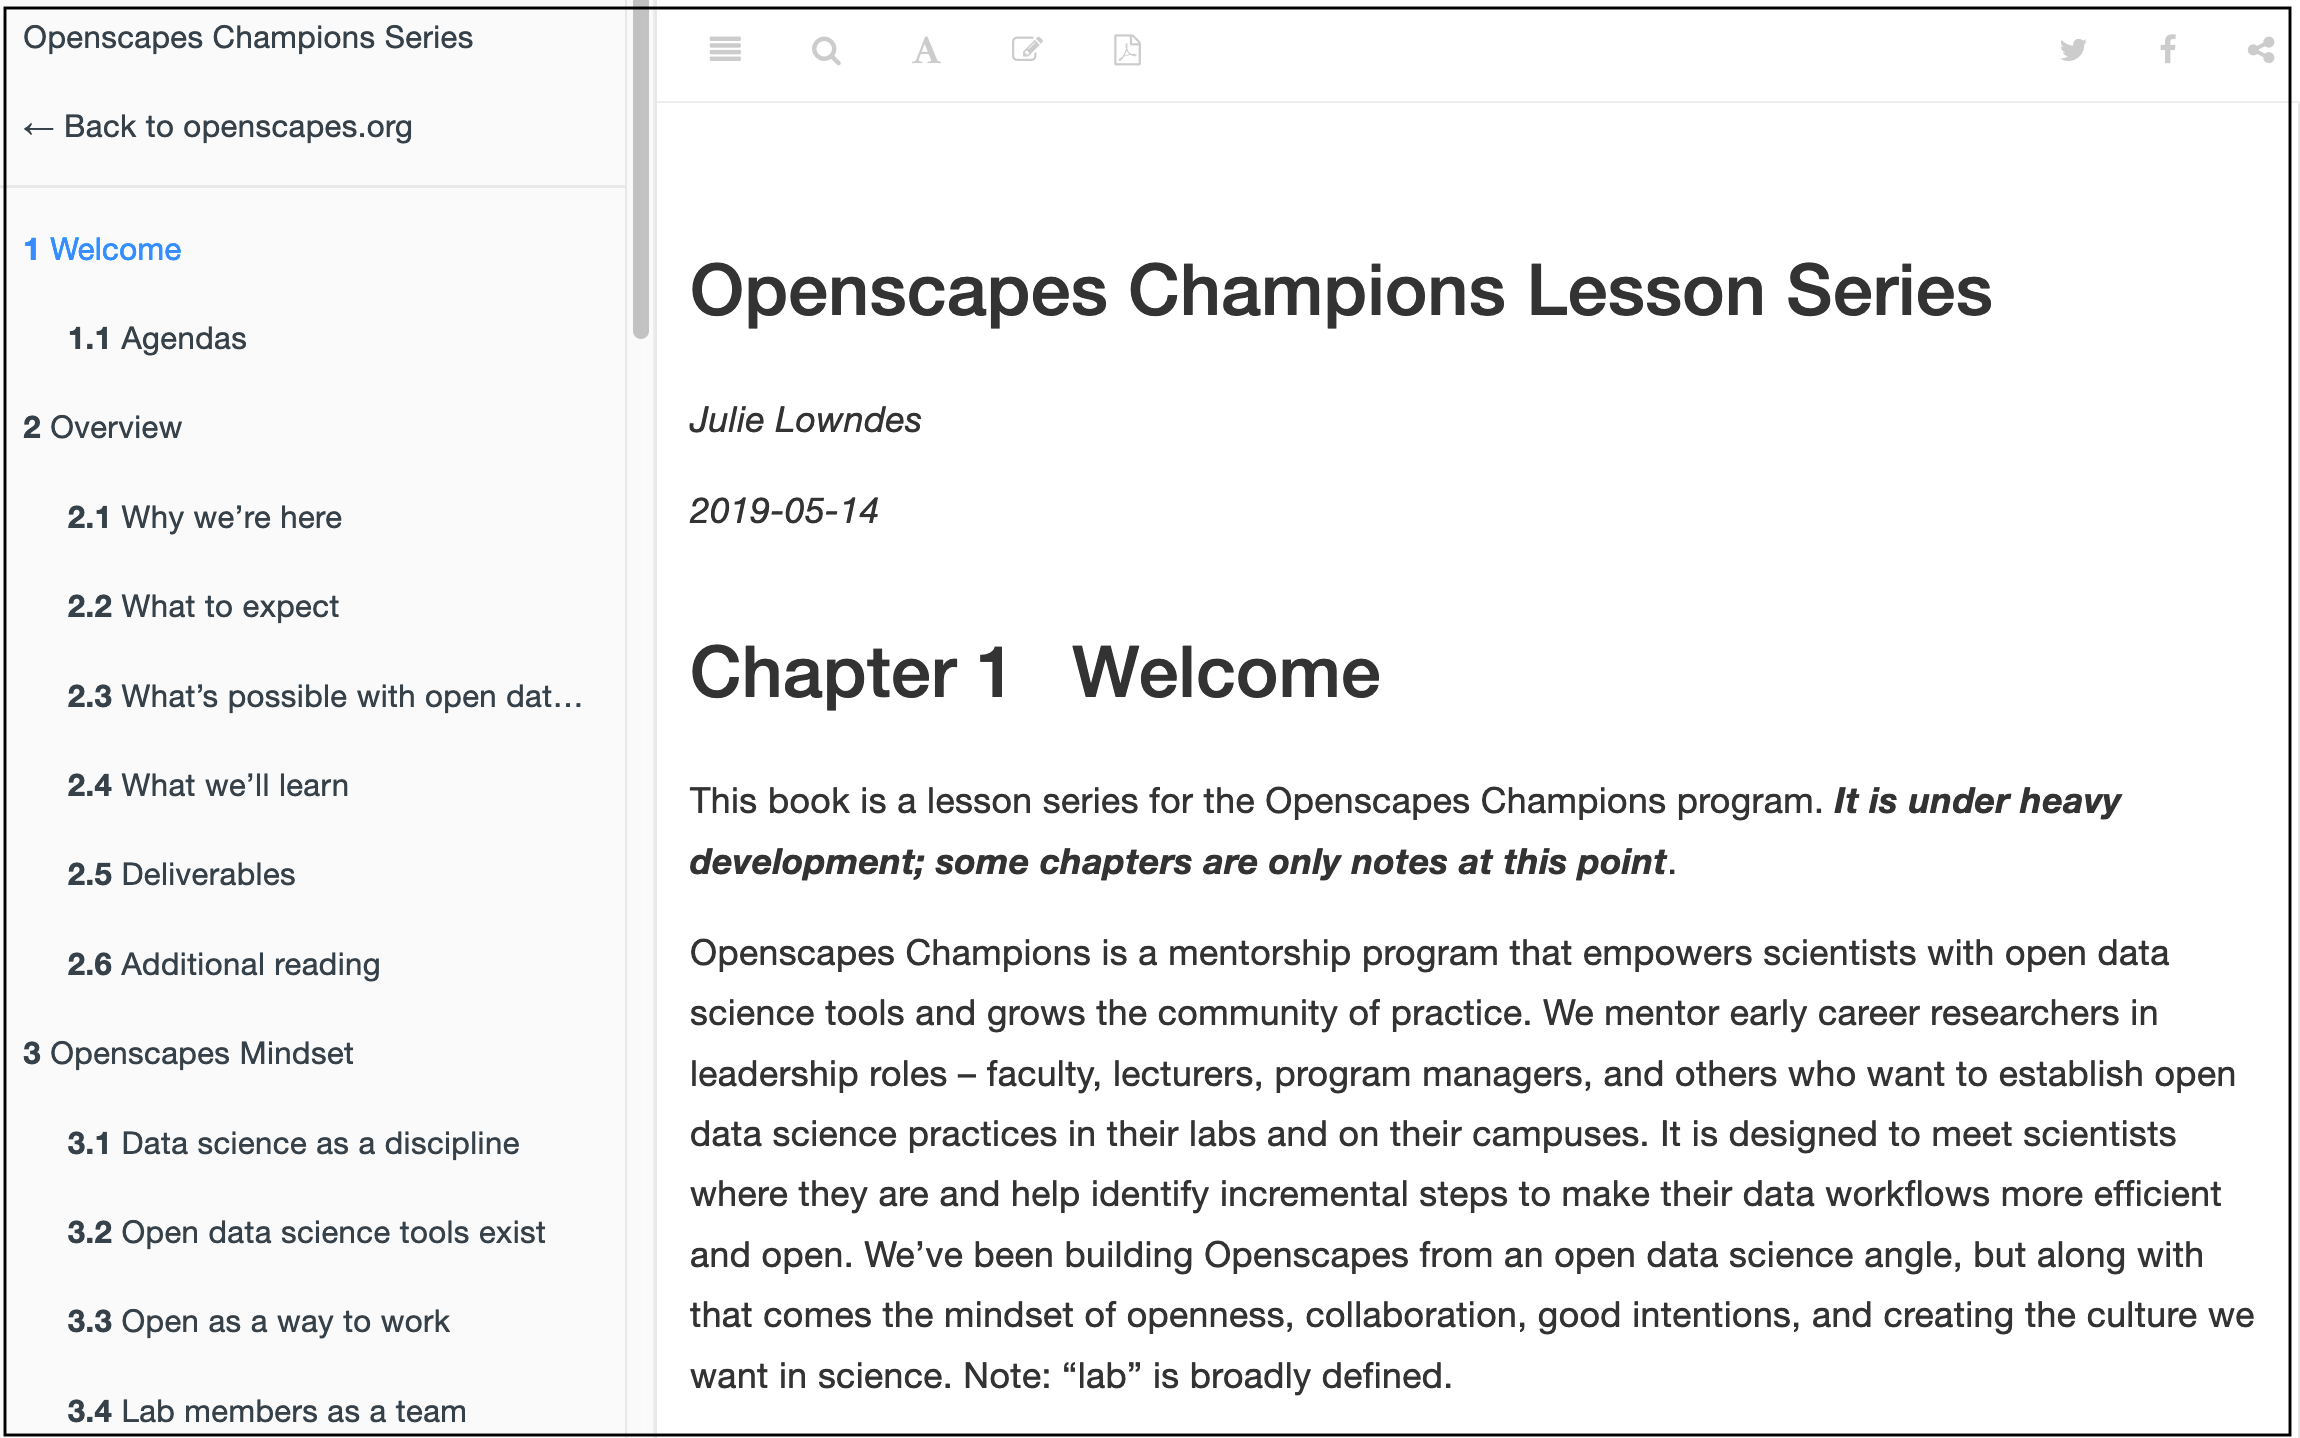 Openscapes Champions Series
← Back to openscapes.org
1 Welcome
1.1 Agendas
2 Overview
2.1 Why we’re here
2.2 What to expect
2.3 What’s possible with open dat…
2.4 What we’ll learn
2.5 Deliverables
2.6 Additional reading
3 Openscapes Mindset
3.1 Data science as a discipline
3.2 Open data science tools exist
3.3 Open as a way to work
3.4 Lab members as a team
Openscapes Champions Lesson Series
Julie Lowndes
2019-05-14
Chapter 1 Welcome
This book is a lesson series for the Openscapes Champions program. It is under heavy
development; some chapters are only notes at this point.
Openscapes Champions is a mentorship program that empowers scientists with open data
science tools and grows the community of practice. We mentor early career researchers in
leadership roles – faculty, lecturers, program managers, and others who want to establish open
data science practices in their labs and on their campuses. It is designed to meet scientists
where they are and help identify incremental steps to make their data workflows more efficient
and open. We’ve been building Openscapes from an open data science angle, but along with
that comes the mindset of openness, collaboration, good intentions, and creating the culture we
want in science. Note: “lab” is broadly defined.